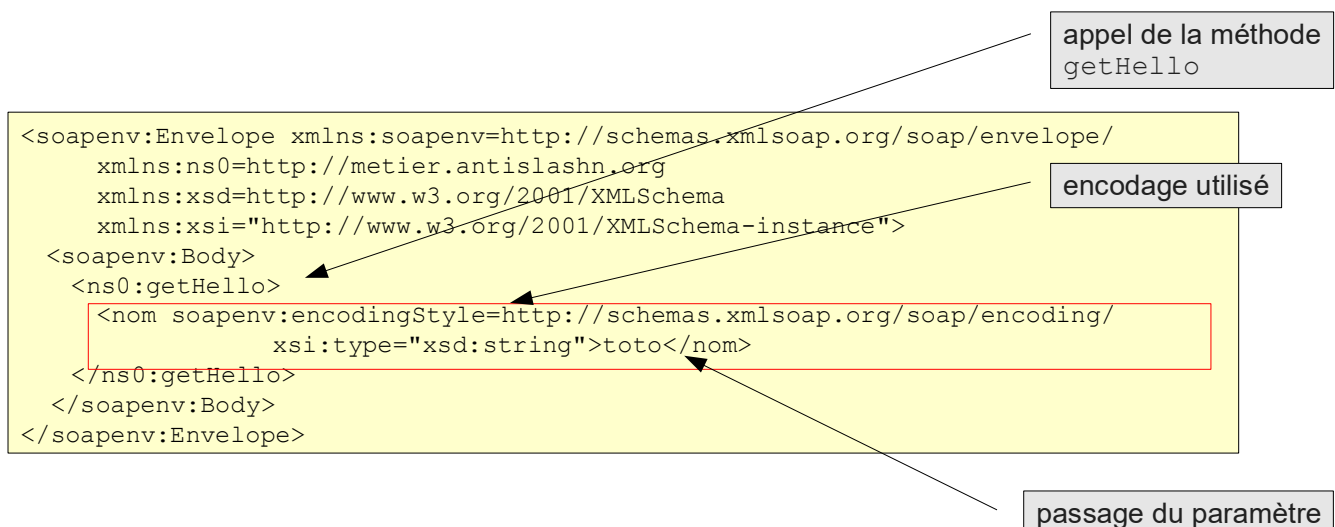 appel de la méthode
getHello
<soapenv:Envelope xmlns:soapenv=http://schemas.xmlsoap.org/soap/envelope/
xmlns:ns0=http://metier.antislashn.org
xmlns:xsd=http://www.w3.org/2001/XMLSchema
xmlns:xsi="http://www.w3.org/2001/XMLSchema-instance">
encodage utilisé
<soapenv:Body>
<ns0:getHello>
<nom soapenv:encodingStyle=http://schemas.xmlsoap.org/soap/encoding/
xsi:type="xsd:string">toto</nom>
</ns0:getHello>
</soapenv:Body>
</soapenv:Envelope>
passage du paramètre